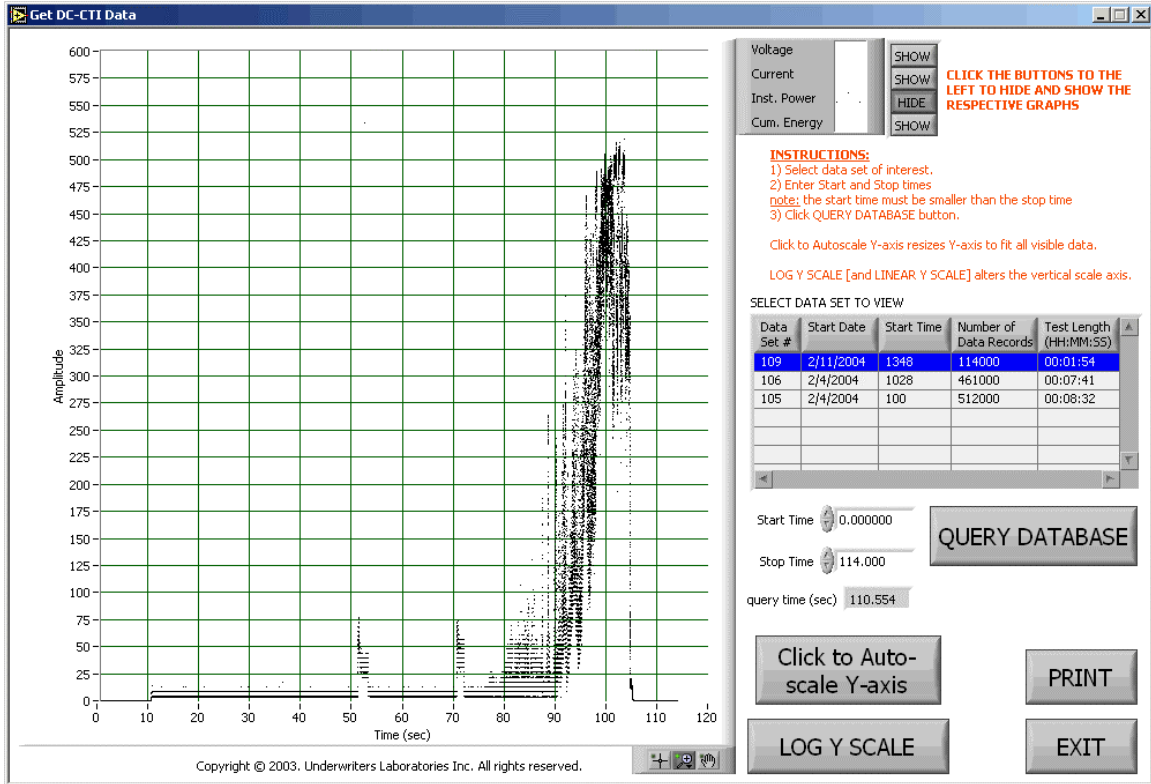 Get DC-CTI Data
600
575
550
525
500
475
450
425
400
375
350
325
300
275
250
225
200
175
150
125
100
75
50
25
0
Amplitude
0 10 20 30 40 50 60 70 80 90 100 110 120
Time (sec)
Copyright © 2003. Underwriters Laboratories Inc. All rights reserved.
Voltage SHOW
Current SHOW
Inst. Power HIDE
Cum. Energy SHOW
CLICK THE BUTTONS TO THE
LEFT TO HIDE AND SHOW THE
RESPECTIVE GRAPHS
INSTRUCTIONS:
1) Select data set of interest.
2) Enter Start and Stop times
note: the start time must be smaller than the stop time
3) Click QUERY DATABASE button.
Click to Autoscale Y-axis resizes Y-axis to fit all visible data.
LOG Y SCALE [and LINEAR Y SCALE] alters the vertical scale axis.
SELECT DATA SET TO VIEW
Data Start Date Start Time Number of Test Length
Set # Data Records (HH:MM:SS)
109 2/11/2004 1348 114000 00:01:54
106 2/4/2004 1028 461000 00:07:41
105 2/4/2004 100 512000 00:08:32
Start Time 0.000000
Stop Time 114.000
query time (sec) 110.554
QUERY DATABASE
Click to Auto-
scale Y-axis
PRINT
LOG Y SCALE
EXIT